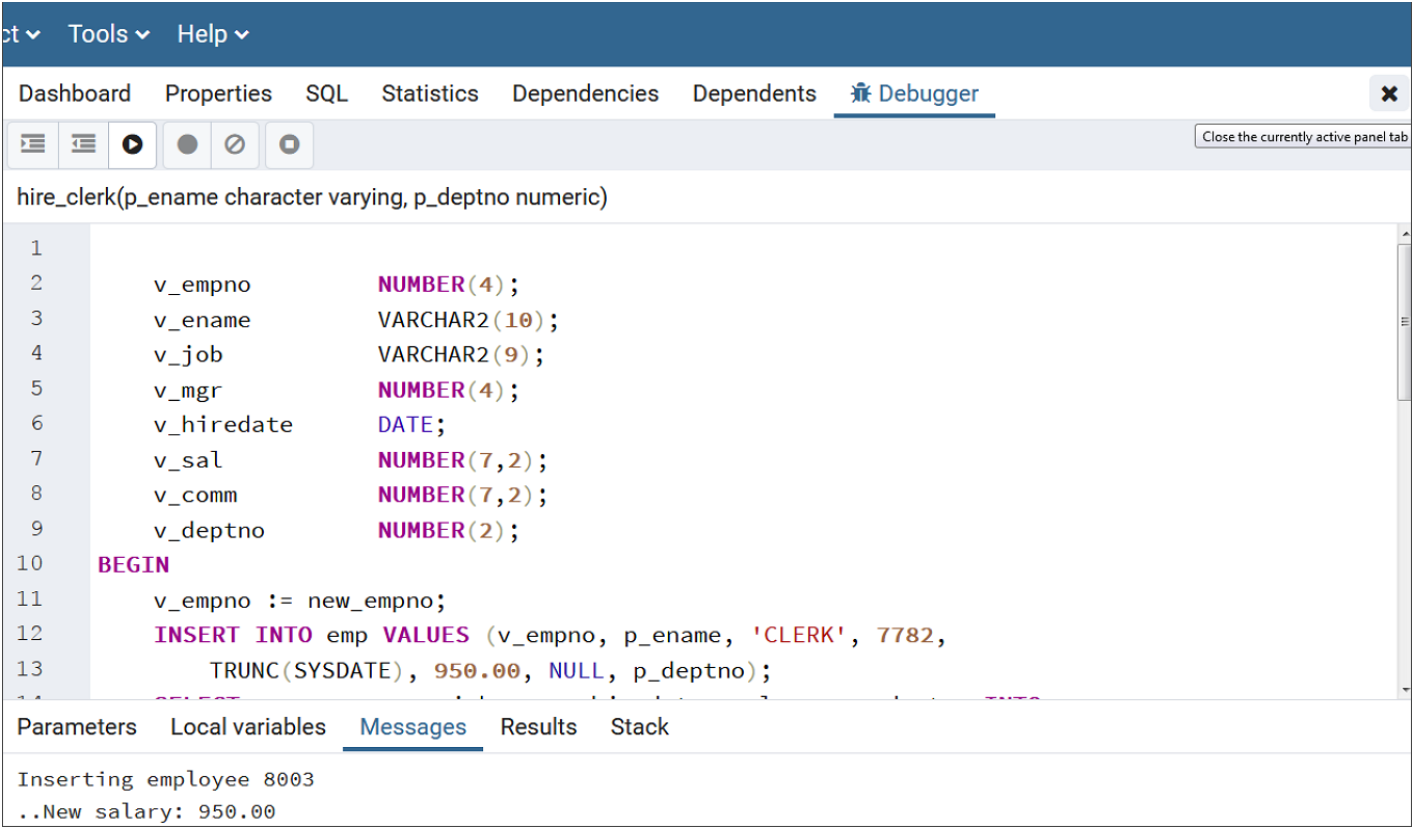 ct Tools Help
Dashboard Properties SQL Statistics Dependencies Dependents Debugger
Close the currently active panel tab
hire_clerk(p_ename character varying, p_deptno numeric)
1
2 v_empno NUMBER(4);
3 v_ename VARCHAR2(10);
4 v_job VARCHAR2(9);
5 v_mgr NUMBER(4);
6 v_hiredate DATE;
7 v_sal NUMBER(7,2);
8 v_comm NUMBER(7,2);
9 v_deptno NUMBER(2);
10 BEGIN
11 v_empno := new_empno;
12 INSERT INTO emp VALUES (v_empno, p_ename, 'CLERK', 7782,
13 TRUNC(SYSDATE), 950.00, NULL, p_deptno);
Parameters Local variables Messages Results Stack
Inserting employee 8003
..New salary: 950.00